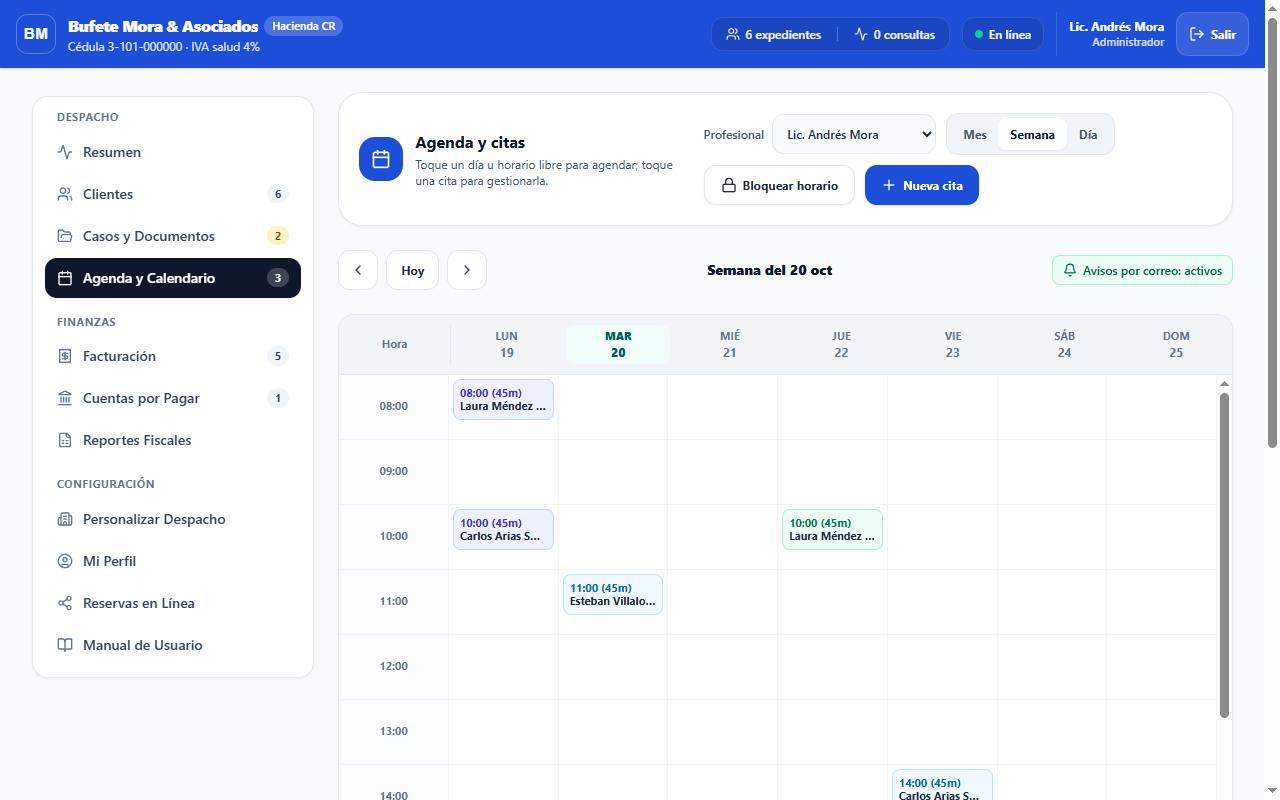 BM
Bufete Mora & Asociados
Hacienda CR
Cédula 3-101-000000 · IVA salud 4%
6 expedientes
0 consultas
En línea
Lic. Andrés Mora
Administrador
Salir
DESPACHO
Resumen
Clientes 6
Casos y Documentos 2
Agenda y Calendario 3
FINANZAS
Facturación 5
Cuentas por Pagar 1
Reportes Fiscales
CONFIGURACIÓN
Personalizar Despacho
Mi Perfil
Reservas en Línea
Manual de Usuario
Agenda y citas
Toque un día u horario libre para agendar; toque
una cita para gestionarla.
Profesional
Lic. Andrés Mora
Mes Semana Día
Bloquear horario
Nueva cita
Hoy
Semana del 20 oct
Avisos por correo: activos
Hora
LUN
19
MAR
20
MIÉ
21
JUE
22
VIE
23
SÁB
24
DOM
25
08:00
08:00 (45m)
Laura Méndez ...
09:00
10:00
10:00 (45m)
Carlos Arias S...
10:00 (45m)
Laura Méndez ...
11:00
11:00 (45m)
Esteban Villalo...
12:00
13:00
14:00
14:00 (45m)
Carlos Arias S...